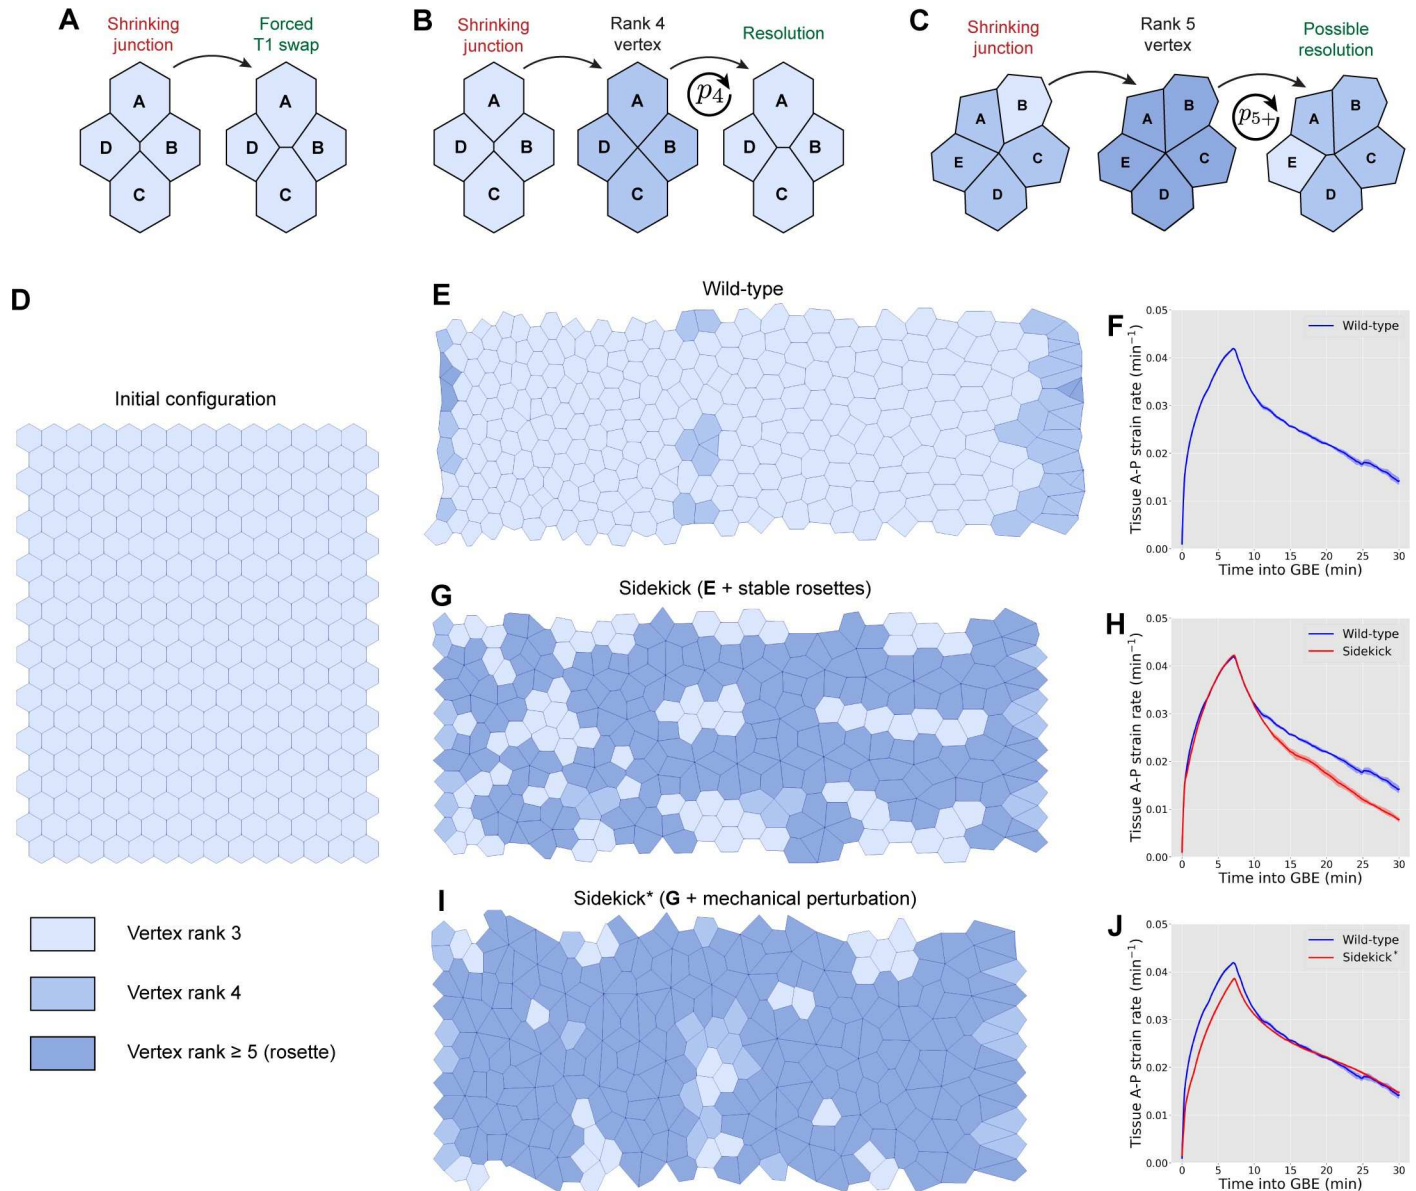 A
Shrinking
junction
Forced
T1 swap
A
D
B
C
A
D
B
C
B
Shrinking
junction
Rank 4
vertex
Resolution
p4
A
D
B
C
A
D
B
C
A
D
B
C
C
Shrinking
junction
Rank 5
vertex
Possible
resolution
p5+
A
B
E
C
D
A
B
E
C
D
A
B
E
C
D
D
Initial configuration
Vertex rank 3
Vertex rank 4
Vertex rank ≥ 5 (rosette)
E
Wild-type
F
Wild-type
Tissue A-P strain rate (min−1)
0.05
0.04
0.03
0.02
0.01
0.00
0 5 10 15 20 25 30
Time into GBE (min)
G
Sidekick (E + stable rosettes)
H
Wild-type
Sidekick
Tissue A-P strain rate (min−1)
0.05
0.04
0.03
0.02
0.01
0.00
0 5 10 15 20 25 30
Time into GBE (min)
I
Sidekick* (G + mechanical perturbation)
J
Wild-type
Sidekick*
Tissue A-P strain rate (min−1)
0.05
0.04
0.03
0.02
0.01
0.00
0 5 10 15 20 25 30
Time into GBE (min)